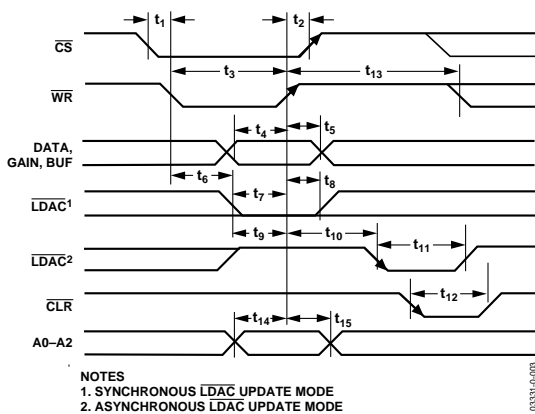 t1
t2
CS
t3
t13
WR
t4
t5
DATA,
GAIN, BUF
t6
t7
t8
LDAC1
t9
t10
t11
LDAC2
t12
CLR
t14
t15
A0–A2
NOTES
1. SYNCHRONOUS LDAC UPDATE MODE
2. ASYNCHRONOUS LDAC UPDATE MODE
03331-0-003